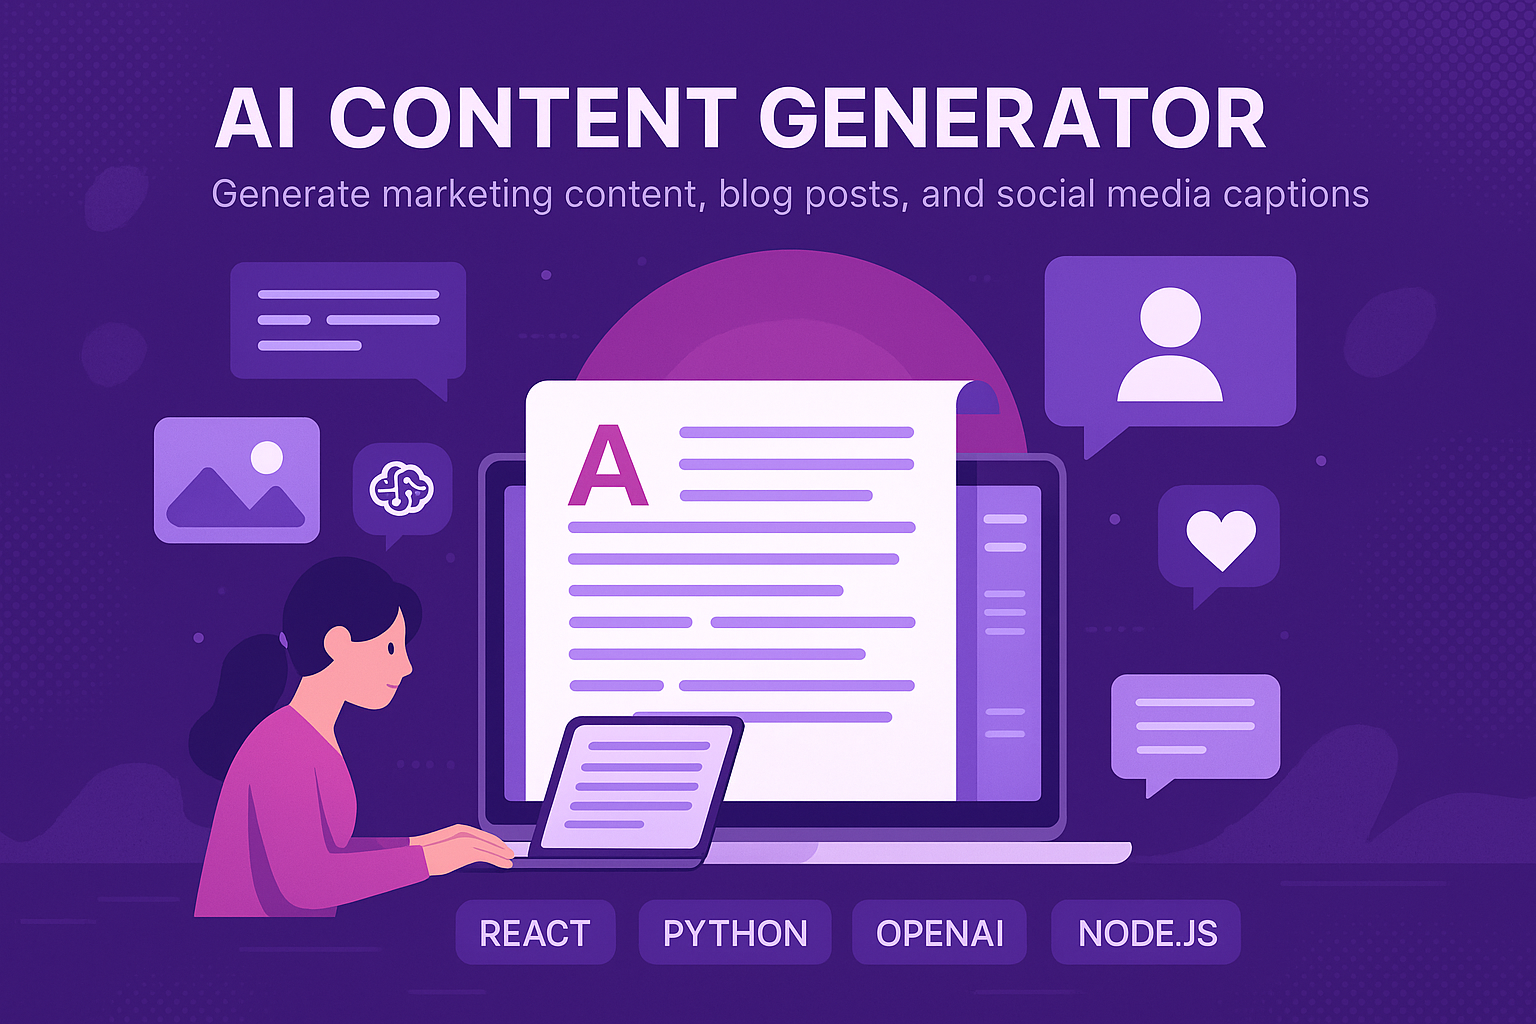 AI CONTENT GENERATOR
Generate marketing content, blog posts, and social media captions
A
REACT
PYTHON
OPENAI
NODE.JS